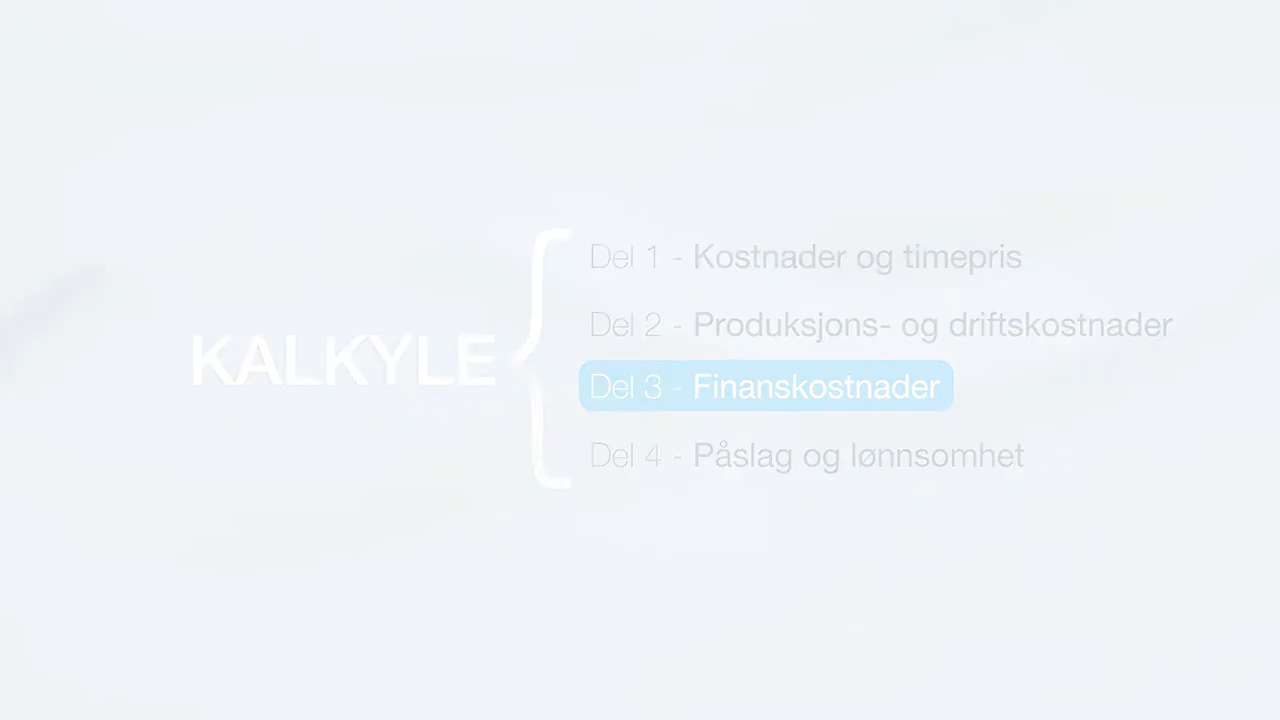 KALKYLE
Del 1 - Kostnader og timepris
Del 2 - Produksjons- og driftskostnader
Del 3 - Finanskostnader
Del 4 - Påslag og lønnsomhet